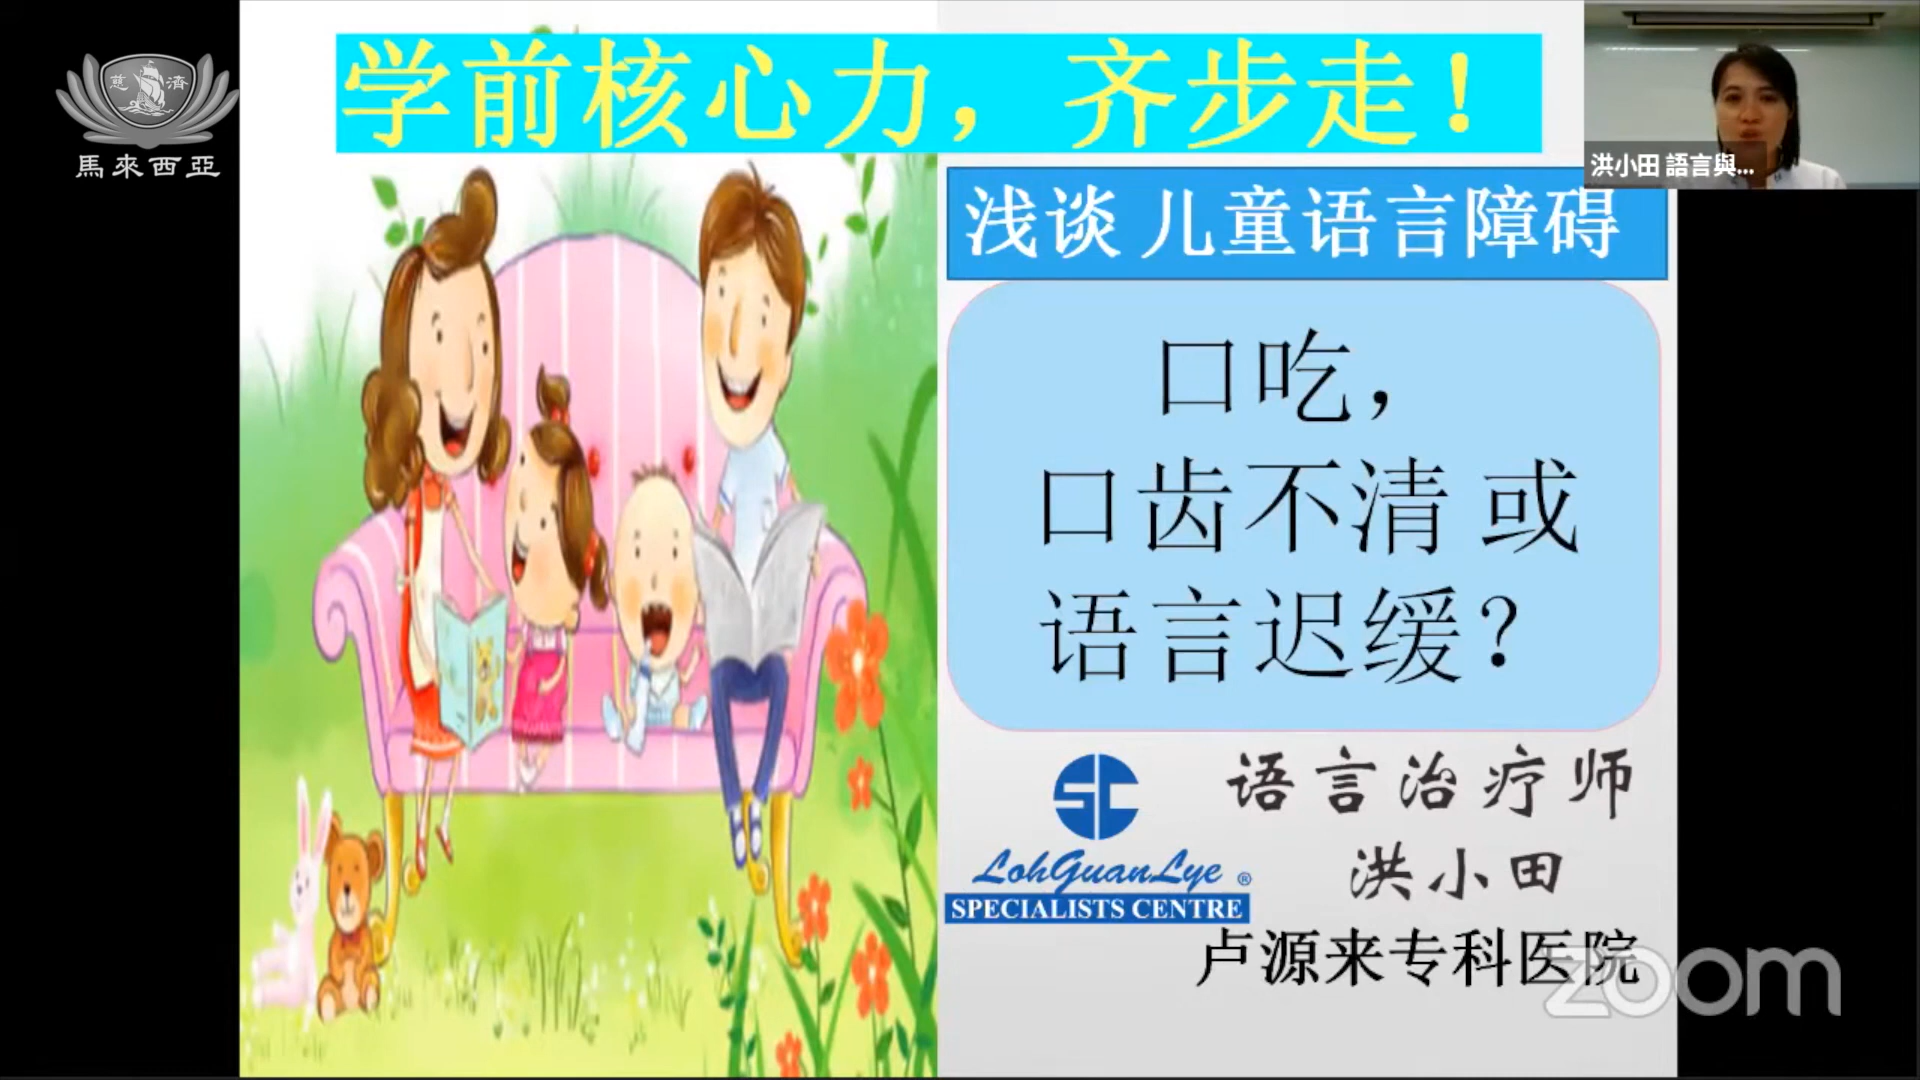 慈濟
馬來西亞
学前核心力，齐步走！
洪小田 語言與...
浅谈 儿童语言障碍
口吃，
口齿不清 或
语言迟缓？
SC
语言治疗师
LohGuanLye ®
洪小田
SPECIALISTS CENTRE
卢源来专科医院
zoom